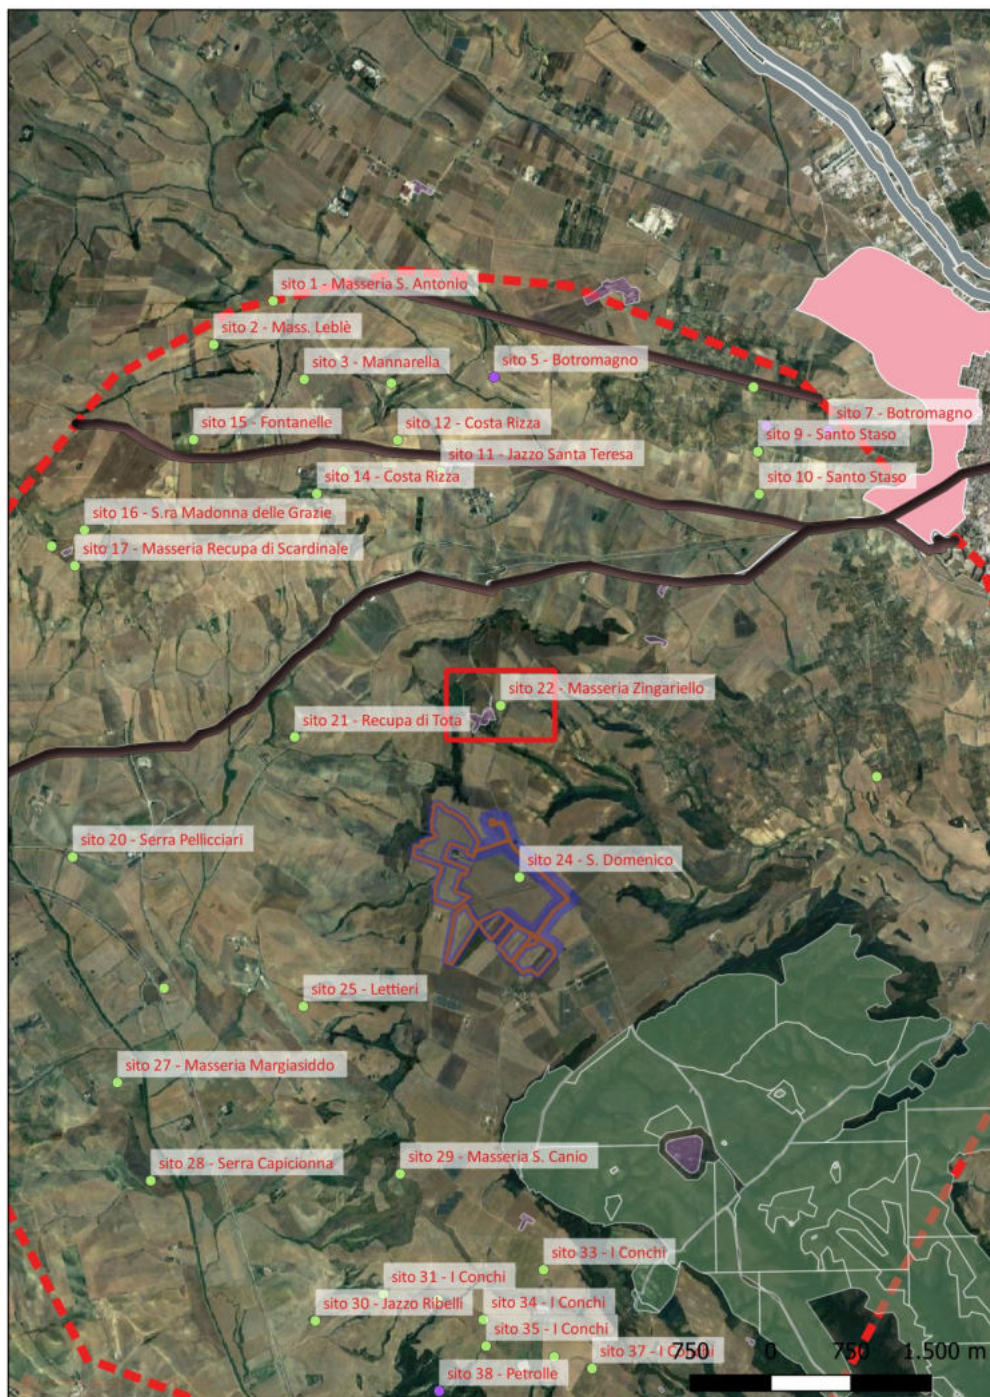 sito 1 - Masseria S. Antonio
sito 2 - Mass. Leblè
sito 3 - Mannarella
sito 5 - Botromagno
sito 7 - Botromagno
sito 15 - Fontanelle
sito 12 - Costa Rizza
sito 9 - Santo Staso
sito 11 - Jazzo Santa Teresa
sito 14 - Costa Rizza
sito 10 - Santo Staso
sito 16 - S.ra Madonna delle Grazie
sito 17 - Masseria Recupa di Scardinale
sito 22 - Masseria Zingariello
sito 21 - Recupa di Tota
sito 20 - Serra Pellicciari
sito 24 - S. Domenico
sito 25 - Lettieri
sito 27 - Masseria Margiasiddo
sito 28 - Serra Capicionna
sito 29 - Masseria S. Canio
sito 33 - I Conchi
sito 31 - I Conchi
sito 30 - Jazzo Ribelli
sito 34 - I Conchi
sito 35 - I Conchi
sito 37 - I Conchi
sito 38 - Petrolle
750 0 750 1.500 m